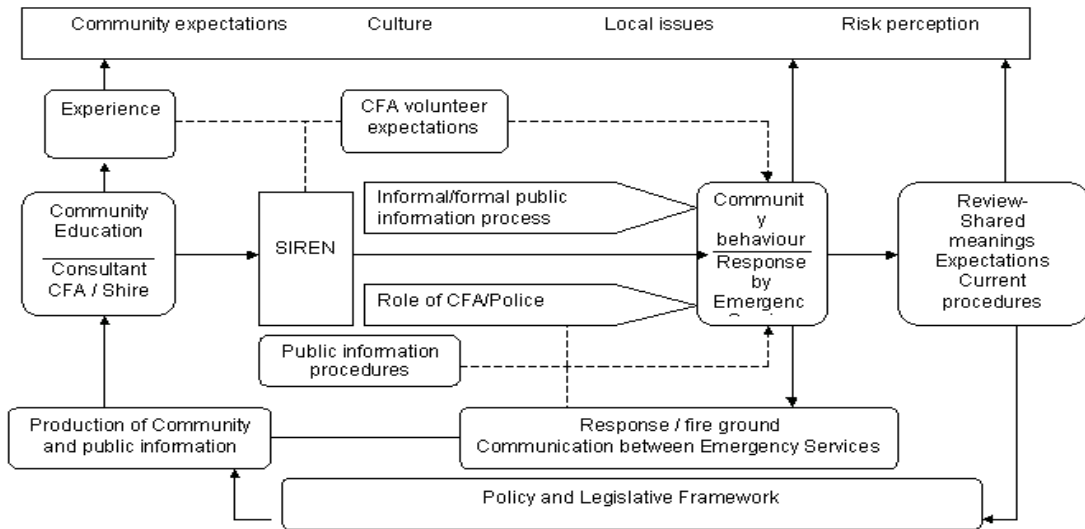 Community expectations Culture Local issues Risk perception
Experience
CFA volunteer
expectations
Informal/formal public
information process
Community
Education
Consultant
CFA / Shire
SIREN
Communit
y
behaviour
Response
by
Emergenc
Review-
Shared
meanings
Expectations
Current
procedures
Role of CFA/Police
Public information
procedures
Production of Community
and public information
Response / fire ground
Communication between Emergency Services
Policy and Legislative Framework